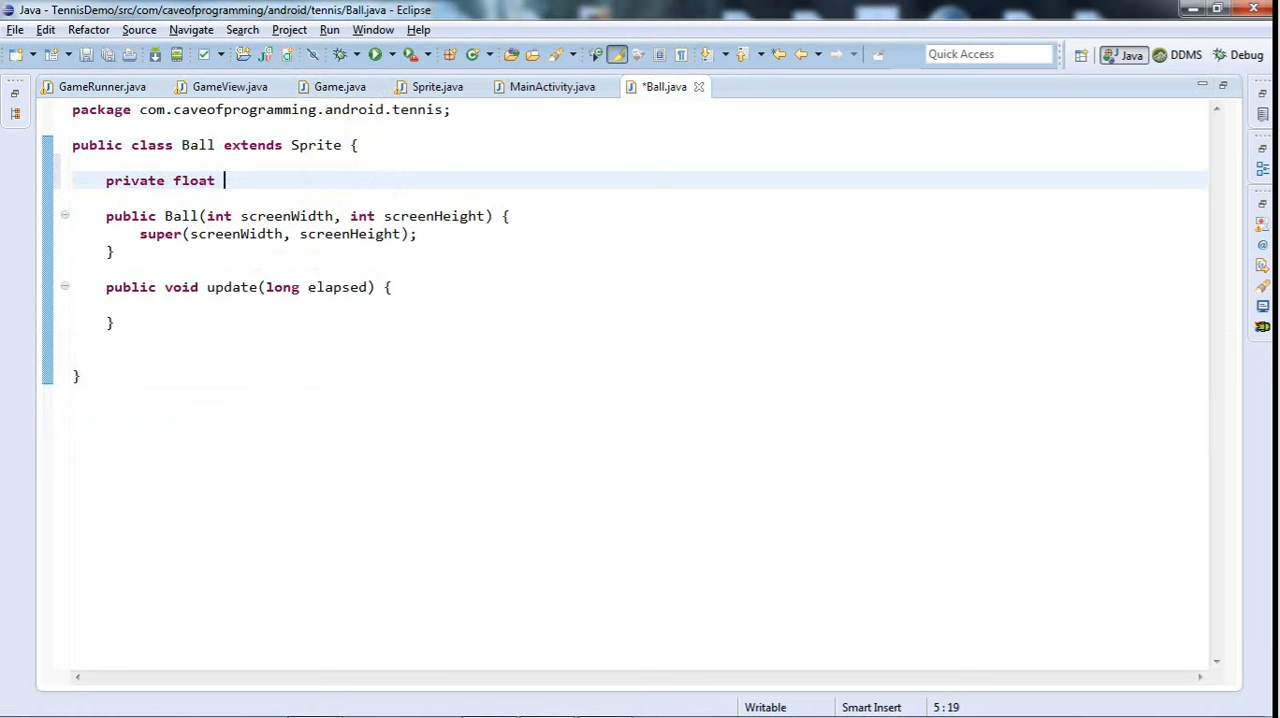 Java - TennisDemo/src/com/caveofprogramming/android/tennis/Ball.java - Eclipse
File Edit Refactor Source Navigate Search Project Run Window Help
Quick Access Java DDMS Debug
GameRunner.java GameView.java Game.java Sprite.java MainActivity.java *Ball.java
package com.caveofprogramming.android.tennis;
public class Ball extends Sprite {
private float
public Ball(int screenWidth, int screenHeight) {
super(screenWidth, screenHeight);
}
public void update(long elapsed) {
}
}
Writable Smart Insert 5 : 19